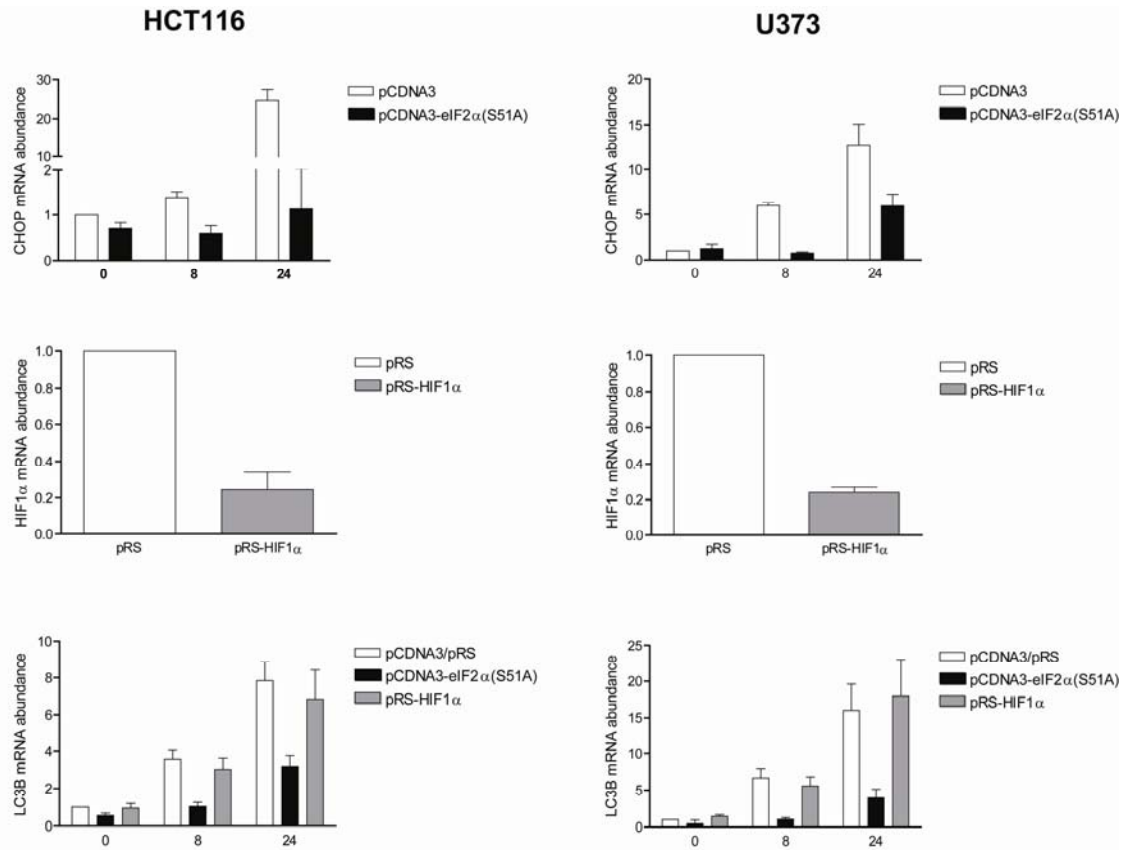 HCT116
U373
30
20
10
2
1
0
CHOP mRNA abundance
0
8
24
pCDNA3
pCDNA3-eIF2α(S51A)
20
15
10
5
0
CHOP mRNA abundance
0
8
24
pCDNA3
pCDNA3-eIF2α(S51A)
1.0
0.8
0.6
0.4
0.2
0.0
HIF1α mRNA abundance
pRS
pRS-HIF1α
pRS
pRS-HIF1α
1.0
0.8
0.6
0.4
0.2
0.0
HIF1α mRNA abundance
pRS
pRS-HIF1α
pRS
pRS-HIF1α
10
8
6
4
2
0
LC3B mRNA abundance
0
8
24
pCDNA3/pRS
pCDNA3-eIF2α(S51A)
pRS-HIF1α
25
20
15
10
5
0
LC3B mRNA abundance
0
8
24
pCDNA3/pRS
pCDNA3-eIF2α(S51A)
pRS-HIF1α